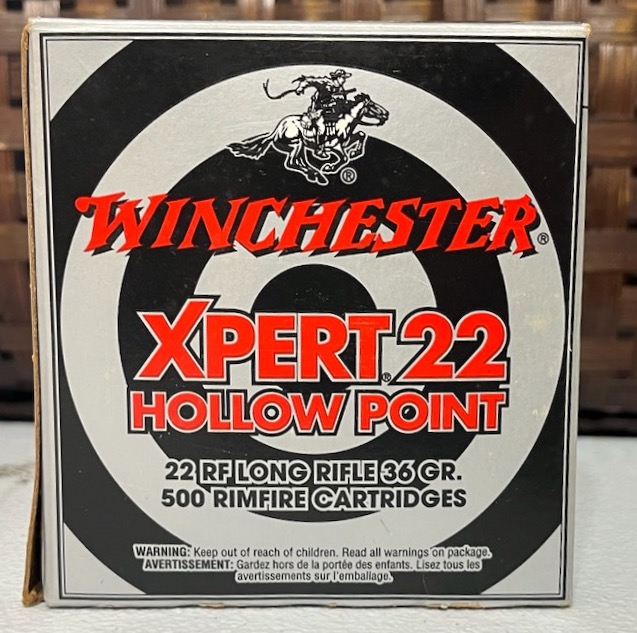 ®
WINCHESTER®
XPERT®22
HOLLOW POINT
22 RF LONG RIFLE 36 GR.
500 RIMFIRE CARTRIDGES
WARNING: Keep out of reach of children. Read all warnings on package.
AVERTISSEMENT: Gardez hors de la portée des enfants. Lisez tous les
avertissements sur l'emballage.